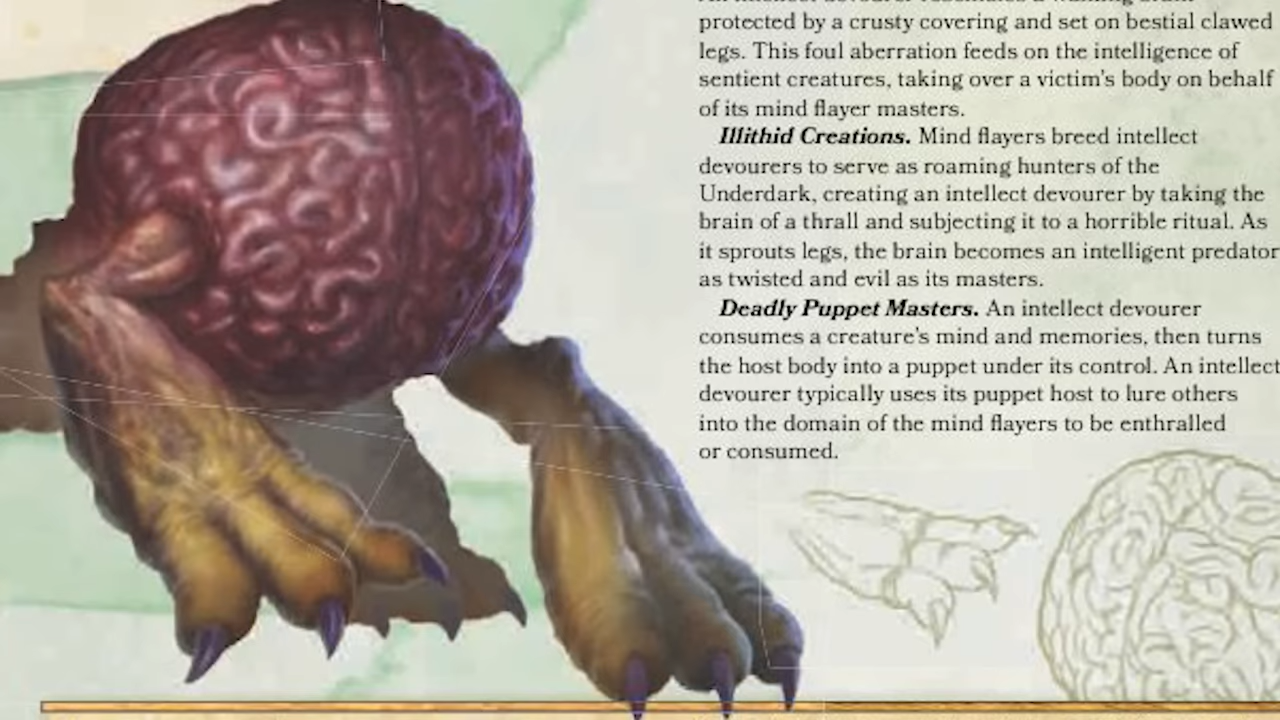 protected by a crusty covering and set on bestial clawed
legs. This foul aberration feeds on the intelligence of
sentient creatures, taking over a victim's body on behalf
of its mind flayer masters.
Illithid Creations. Mind flayers breed intellect
devourers to serve as roaming hunters of the
Underdark, creating an intellect devourer by taking the
brain of a thrall and subjecting it to a horrible ritual. As
it sprouts legs, the brain becomes an intelligent predator
as twisted and evil as its masters.
Deadly Puppet Masters. An intellect devourer
consumes a creature's mind and memories, then turns
the host body into a puppet under its control. An intellect
devourer typically uses its puppet host to lure others
into the domain of the mind flayers to be enthralled
or consumed.